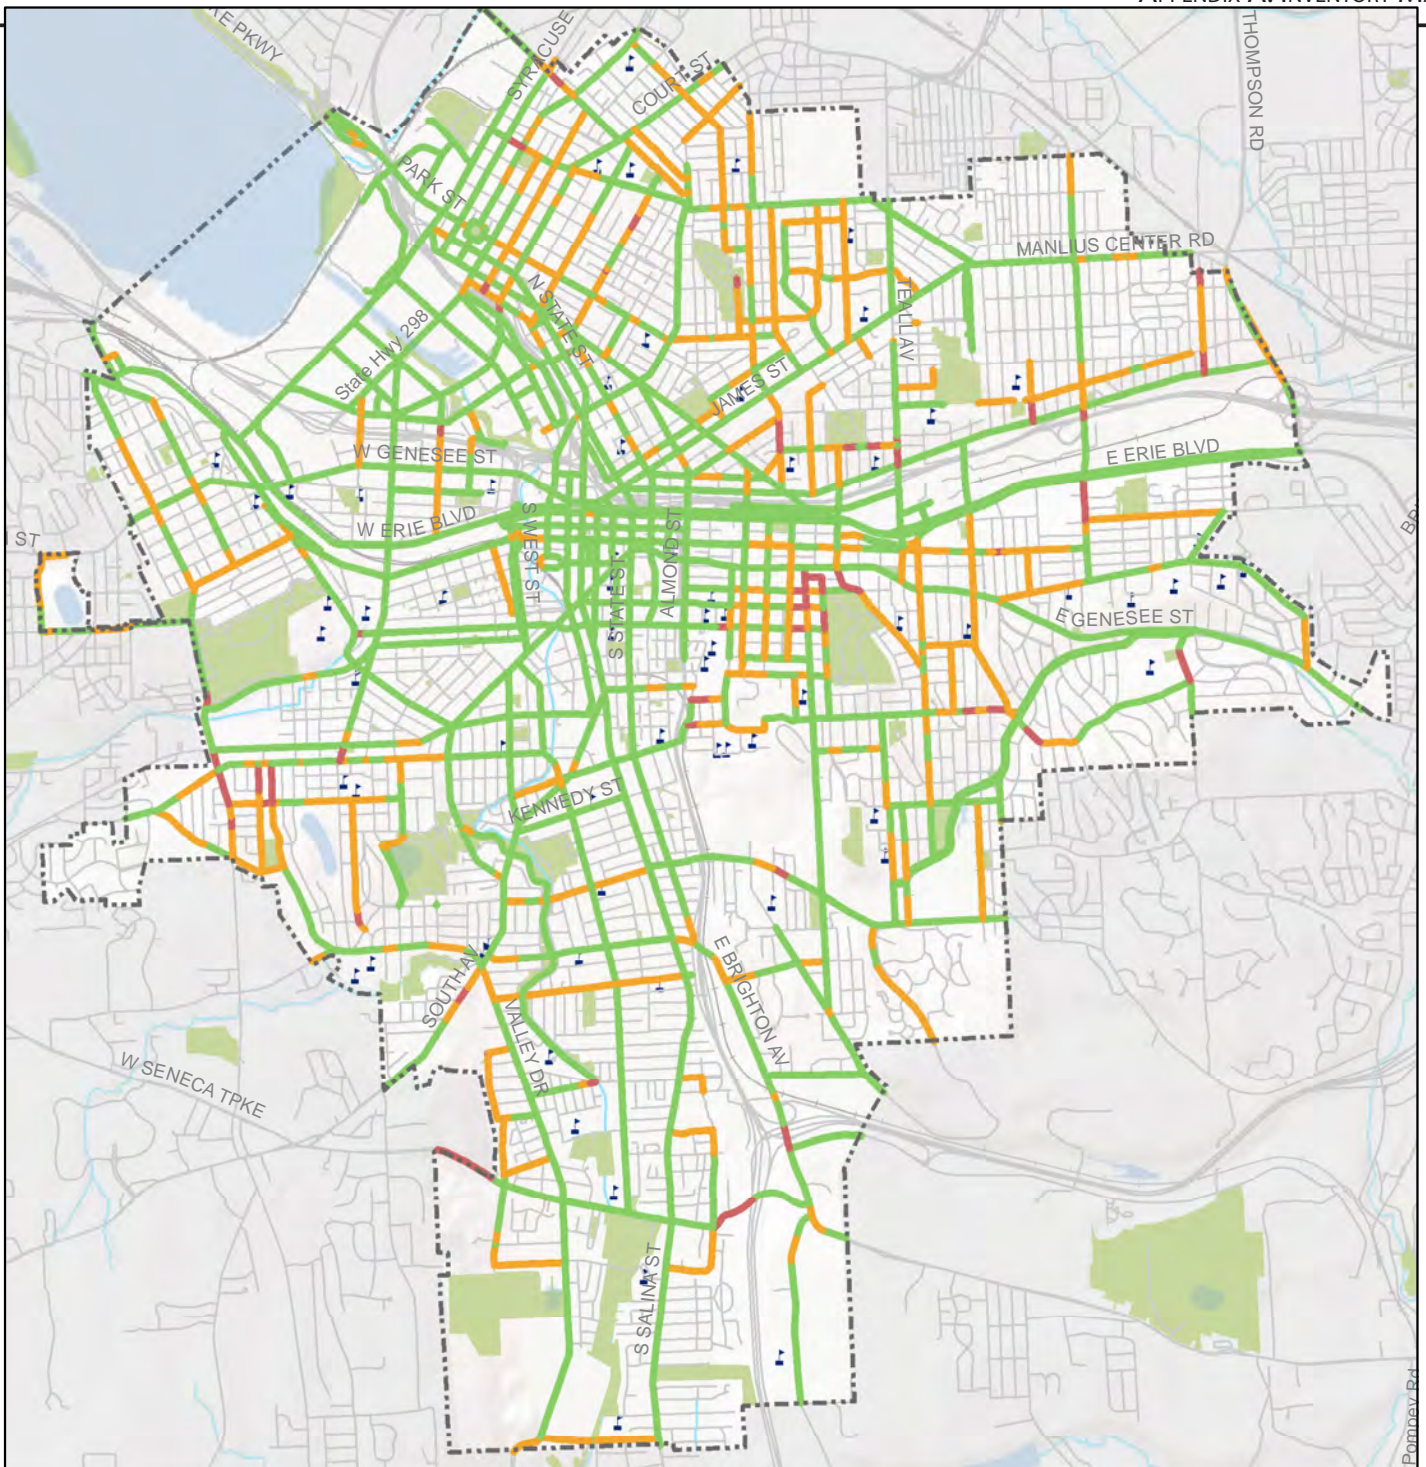 THOMPSON RD
SYRACUSE
COURT ST
PARK ST
MANLIUS CENTER RD
N STATE ST
TEALL AV
State Hwy 298
JAMES ST
W GENESEE ST
E ERIE BLVD
W ERIE BLVD
S WEST ST
ALMOND ST
ST
S STATE ST
E GENESEE ST
KENNEDY ST
E BRIGHTON AV
SOUTH AV
VALLEY DR
W SENECA TPKE
S SALINA ST
Pompey Rd